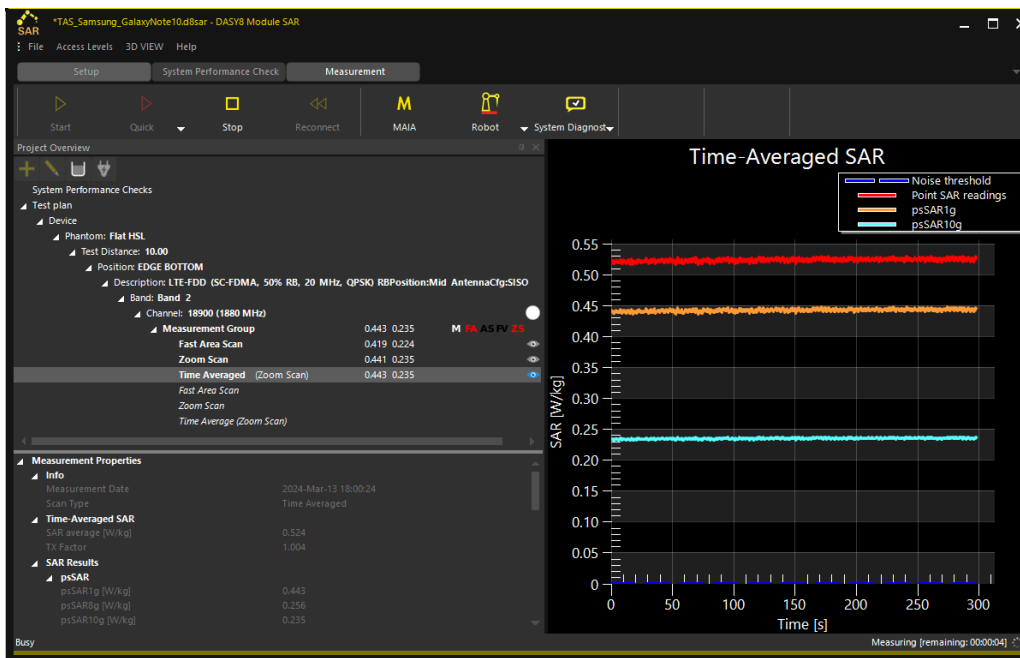 SAR
*TAS_Samsung_GalaxyNote10.d8sar - DASY8 Module SAR
File Access Levels 3D VIEW Help
Setup System Performance Check Measurement
Start Quick Stop Reconnect MAIA Robot System Diagnost
Project Overview
System Performance Checks
Test plan
Device
Phantom: Flat HSL
Test Distance: 10.00
Position: EDGE BOTTOM
Description: LTE-FDD (SC-FDMA, 50% RB, 20 MHz, QPSK) RBPosition:Mid AntennaCfg:SISO
Band: Band 2
Channel: 18900 (1880 MHz)
Measurement Group 0.443 0.235 M FA AS FV ZS
Fast Area Scan 0.419 0.224
Zoom Scan 0.441 0.235
Time Averaged (Zoom Scan) 0.443 0.235
Fast Area Scan
Zoom Scan
Time Average (Zoom Scan)
Measurement Properties
Info
Measurement Date 2024-Mar-13 18:00:24
Scan Type Time Averaged
Time-Averaged SAR
SAR average [W/kg] 0.524
TX Factor 1.004
SAR Results
psSAR
psSAR1g [W/kg] 0.443
psSAR8g [W/kg] 0.256
psSAR10g [W/kg] 0.235
Time-Averaged SAR
Noise threshold
Point SAR readings
psSAR1g
psSAR10g
SAR [W/kg]
0.55
0.50
0.45
0.40
0.35
0.30
0.25
0.20
0.15
0.10
0.05
0
0 50 100 150 200 250 300
Time [s]
Busy Measuring [remaining: 00:00:04]